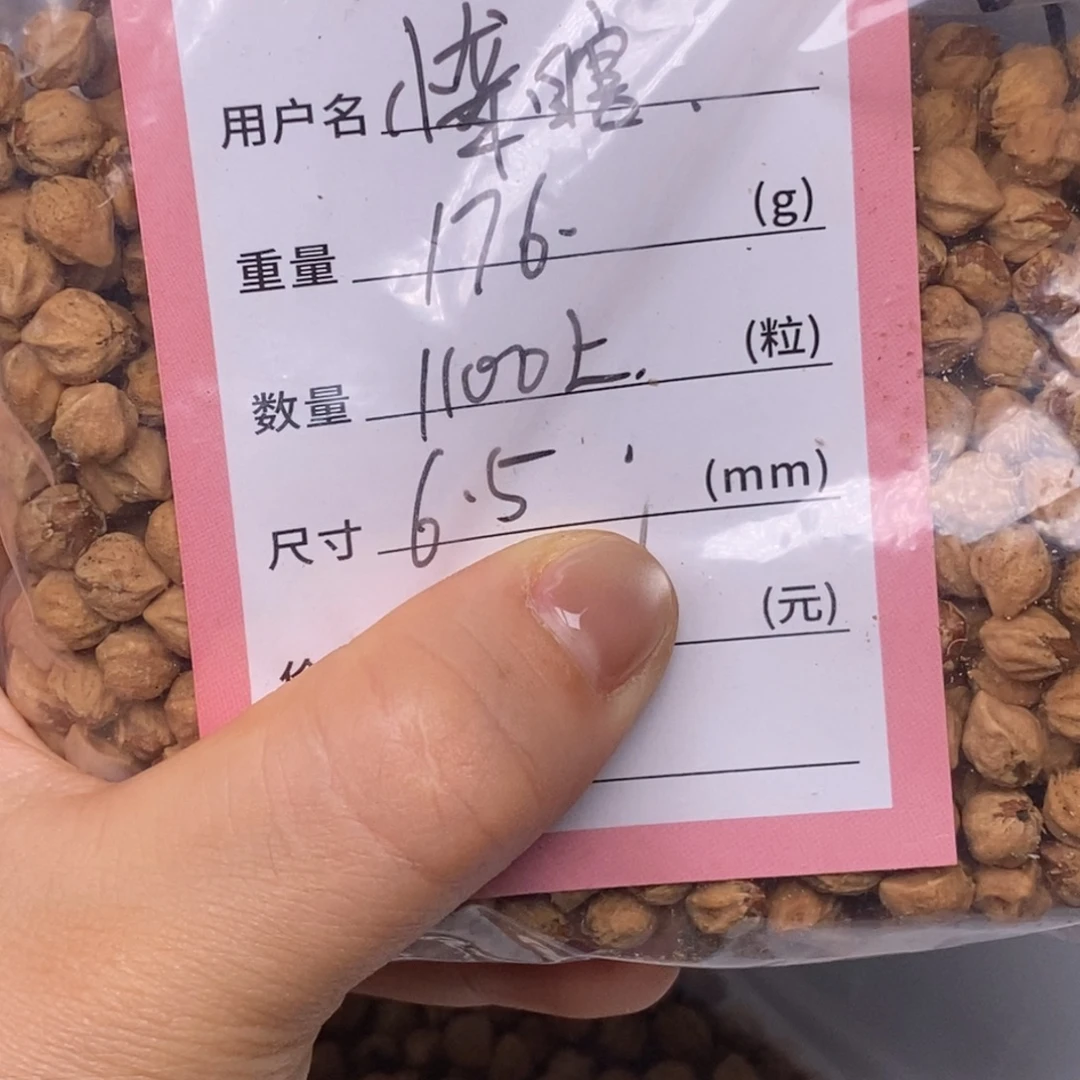 用户名
重量 176. (g)
数量 1100上. (粒)
尺寸 6.5 (mm)
(元)